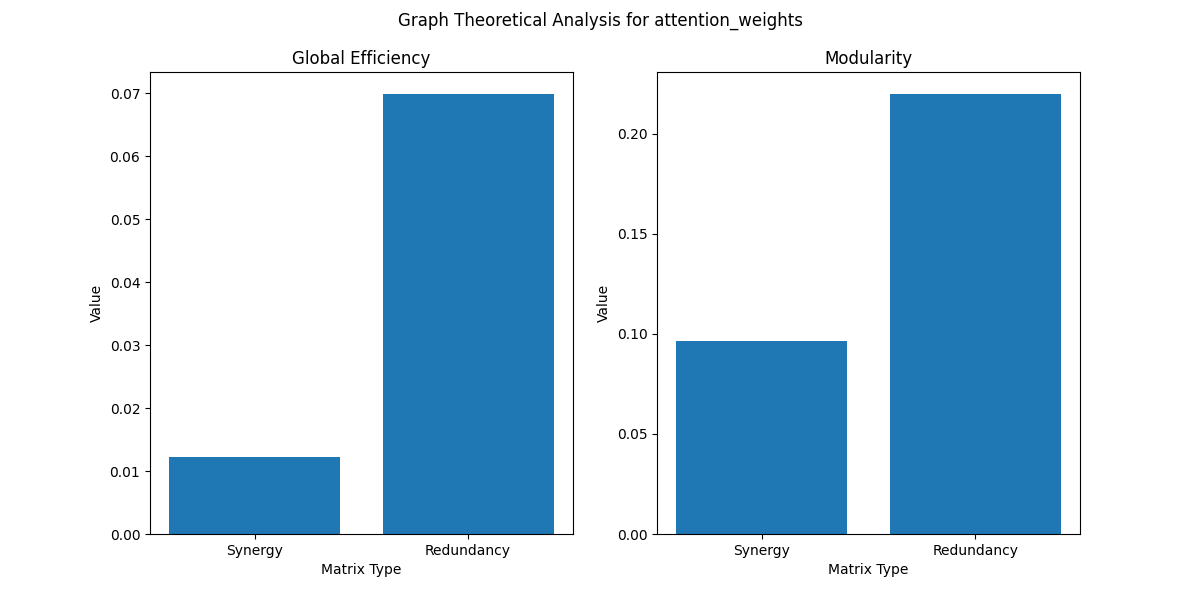 Graph Theoretical Analysis for attention_weights
Global Efficiency
0.07
0.06
0.05
0.04
0.03
0.02
0.01
0.00
Value
Synergy
Redundancy
Matrix Type
Modularity
0.20
0.15
0.10
0.05
0.00
Value
Synergy
Redundancy
Matrix Type